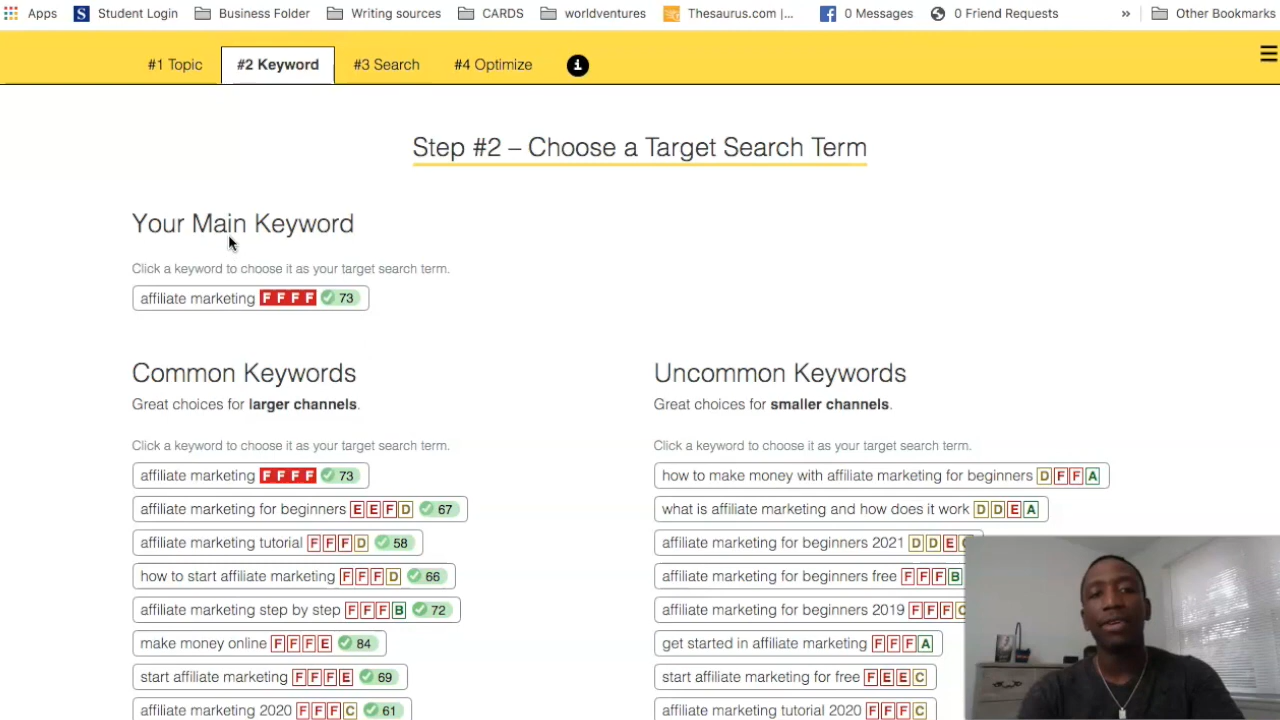 Apps Student Login Business Folder Writing sources CARDS worldventures Thesaurus.com |... 0 Messages 0 Friend Requests » Other Bookmarks
#1 Topic #2 Keyword #3 Search #4 Optimize i
Step #2 – Choose a Target Search Term
Your Main Keyword
Click a keyword to choose it as your target search term.
affiliate marketing F F F F 73
Common Keywords
Great choices for larger channels.
Click a keyword to choose it as your target search term.
affiliate marketing F F F F 73
affiliate marketing for beginners E E F D 67
affiliate marketing tutorial F F F D 58
how to start affiliate marketing F F F D 66
affiliate marketing step by step F F F B 72
make money online F F F E 84
start affiliate marketing F F F E 69
affiliate marketing 2020 F F F C 61
Uncommon Keywords
Great choices for smaller channels.
Click a keyword to choose it as your target search term.
how to make money with affiliate marketing for beginners D F F A
what is affiliate marketing and how does it work D D E A
affiliate marketing for beginners 2021 D D E
affiliate marketing for beginners free F F F B
affiliate marketing for beginners 2019 F F F
get started in affiliate marketing F F F A
start affiliate marketing for free F E E C
affiliate marketing tutorial 2020 F F F C